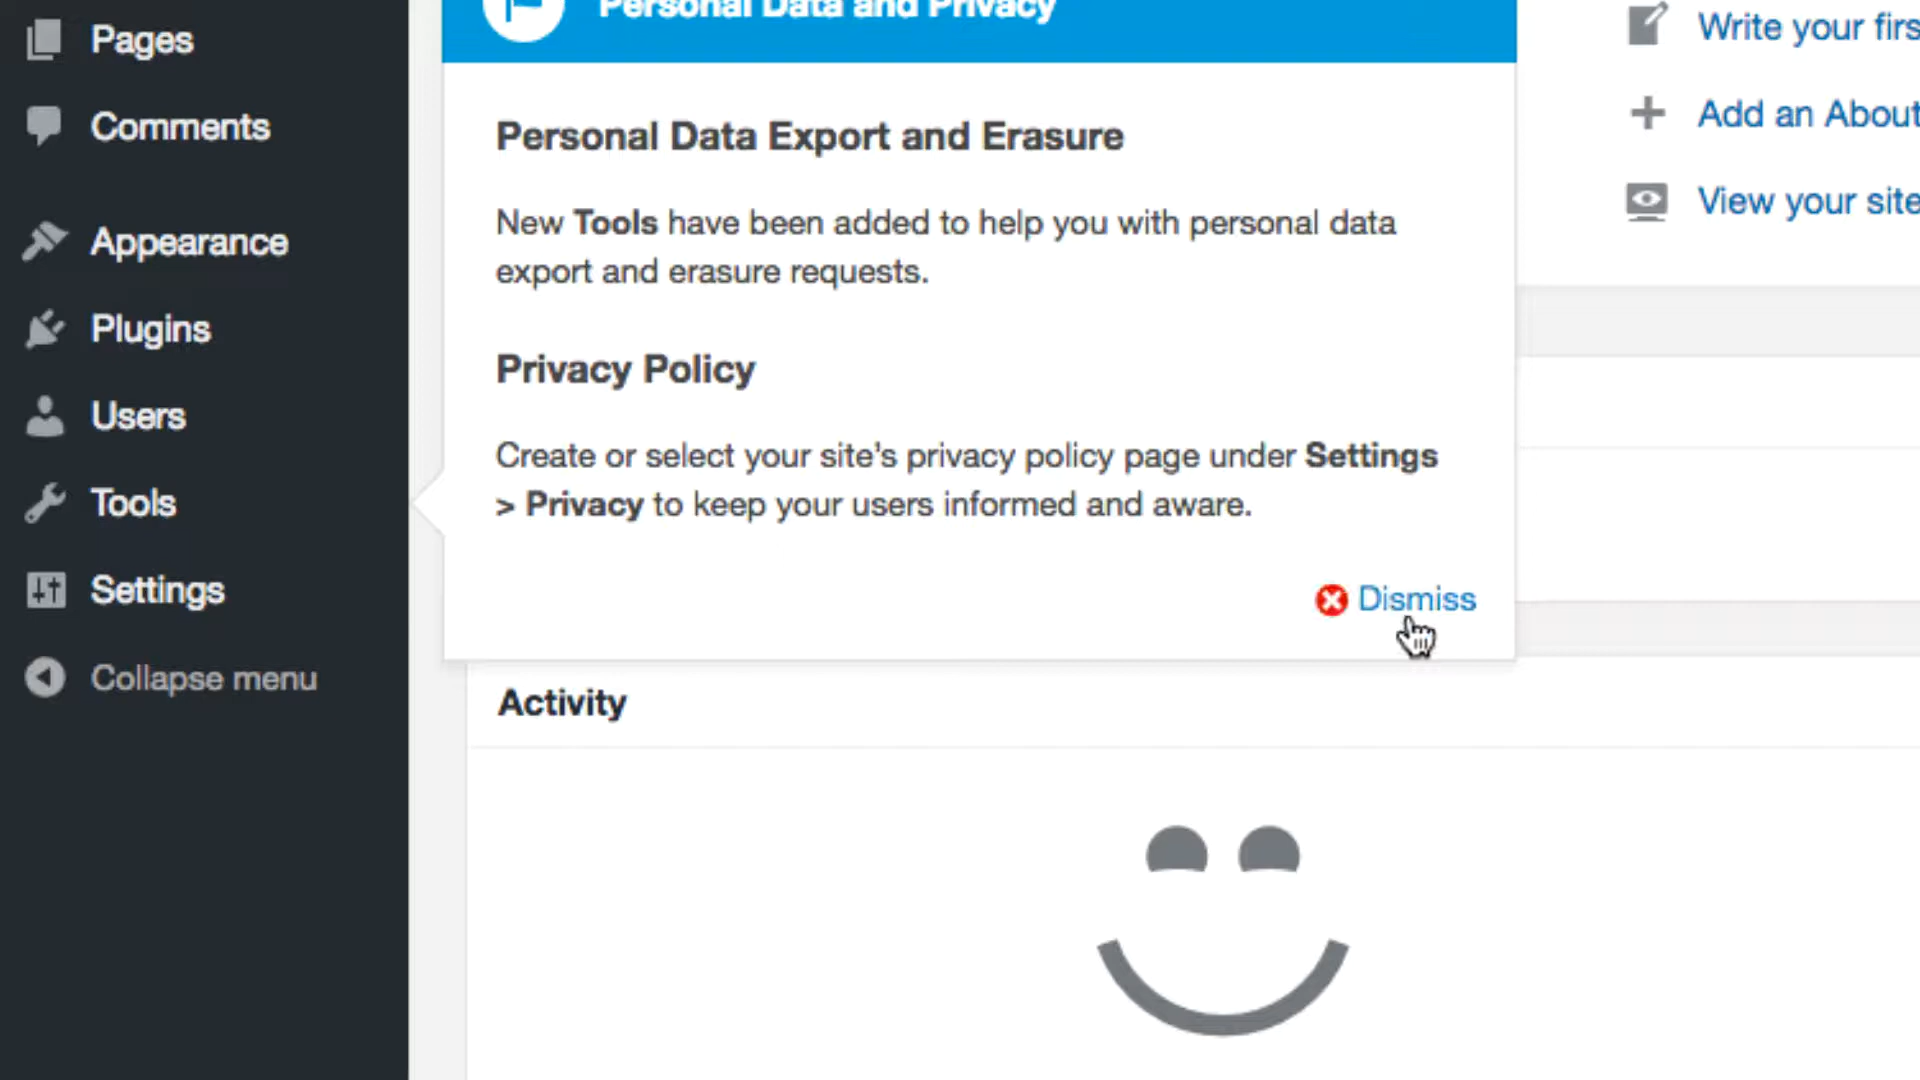 Pages
Comments
Appearance
Plugins
Users
Tools
Settings
Collapse menu
Personal Data and Privacy
Personal Data Export and Erasure
New Tools have been added to help you with personal data
export and erasure requests.
Privacy Policy
Create or select your site’s privacy policy page under Settings
> Privacy to keep your users informed and aware.
Dismiss
Activity
Write your firs
Add an About
View your site